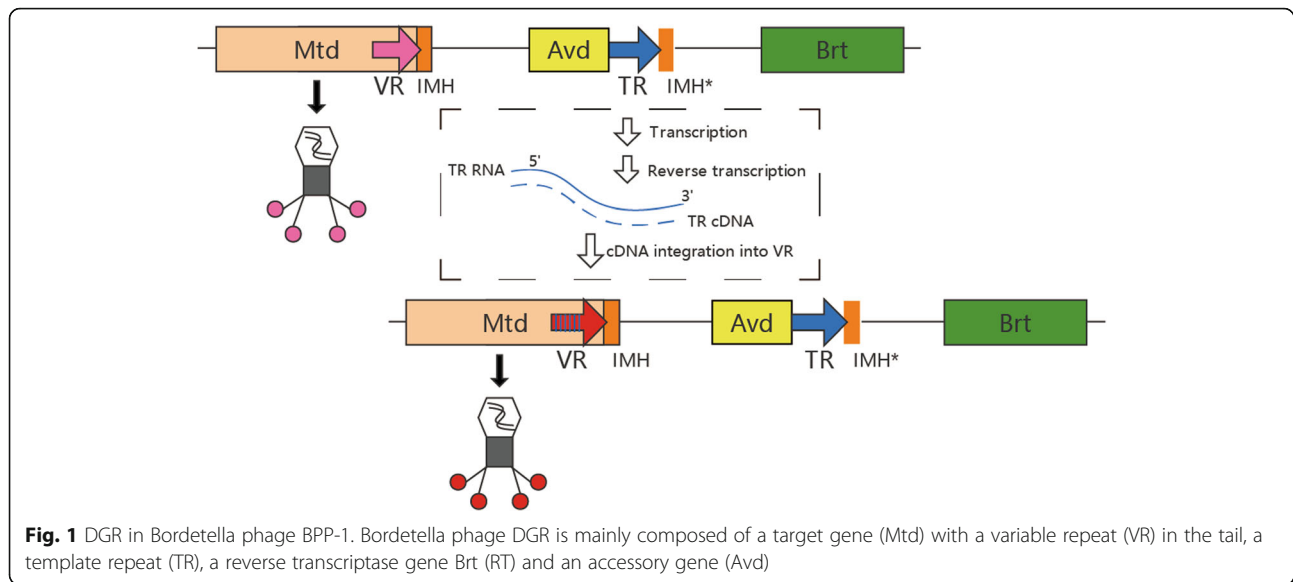 Mtd
Avd
Brt
VR
IMH
TR
IMH*
Transcription
Reverse transcription
TR RNA
5'
3'
TR cDNA
cDNA integration into VR
Mtd
Avd
Brt
VR
IMH
TR
IMH*
Fig. 1 DGR in Bordetella phage BPP-1. Bordetella phage DGR is mainly composed of a target gene (Mtd) with a variable repeat (VR) in the tail, a
template repeat (TR), a reverse transcriptase gene Brt (RT) and an accessory gene (Avd)